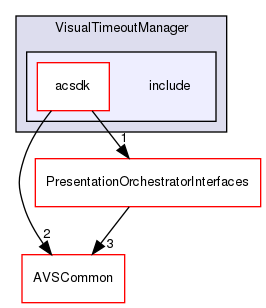 VisualTimeoutManager
acsdk include
1
PresentationOrchestratorInterfaces
2 3
AVSCommon